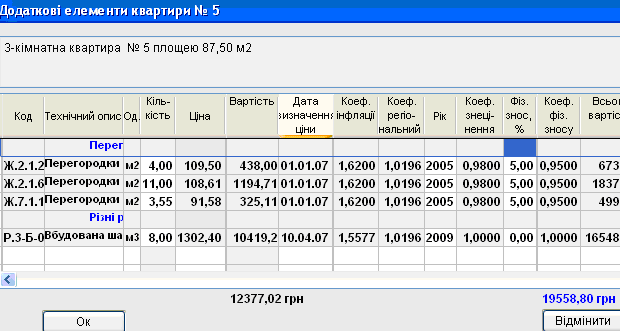 Додаткові елементи квартири № 5
3-кімнатна квартира № 5 площею 87,50 м2
Код Технічний опис Од. Кіль-кість Ціна Вартість Дата визначення ціни Коеф. інфляції Коеф. регіо-нальний Рік Коеф. знеці-нення Фіз. знос, % Коеф. фіз. зносу Всього вартіс
Перег
Ж.2.1.2 Перегородки м2 4,00 109,50 438,00 01.01.07 1,6200 1,0196 2005 0,9800 5,00 0,9500 673
Ж.2.1.6 Перегородки м2 11,00 108,61 1194,71 01.01.07 1,6200 1,0196 2005 0,9800 5,00 0,9500 1837
Ж.7.1.1 Перегородки м2 3,55 91,58 325,11 01.01.07 1,6200 1,0196 2005 0,9800 5,00 0,9500 499
Різні р
Р.3-Б-0 Вбудована ша м3 8,00 1302,40 10419,2 10.04.07 1,5577 1,0196 2009 1,0000 0,00 1,0000 16548
12377,02 грн 19558,80 грн
Ок Відмінити